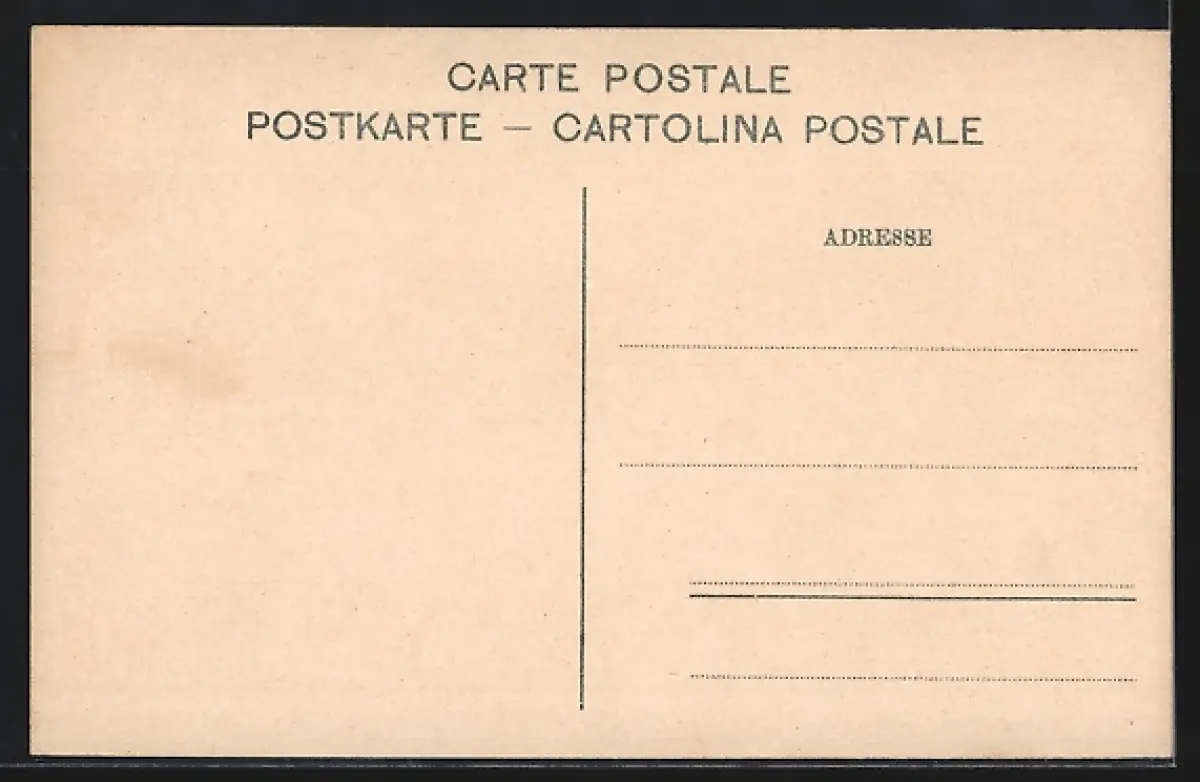 CARTE POSTALE
POSTKARTE — CARTOLINA POSTALE
ADRESSE